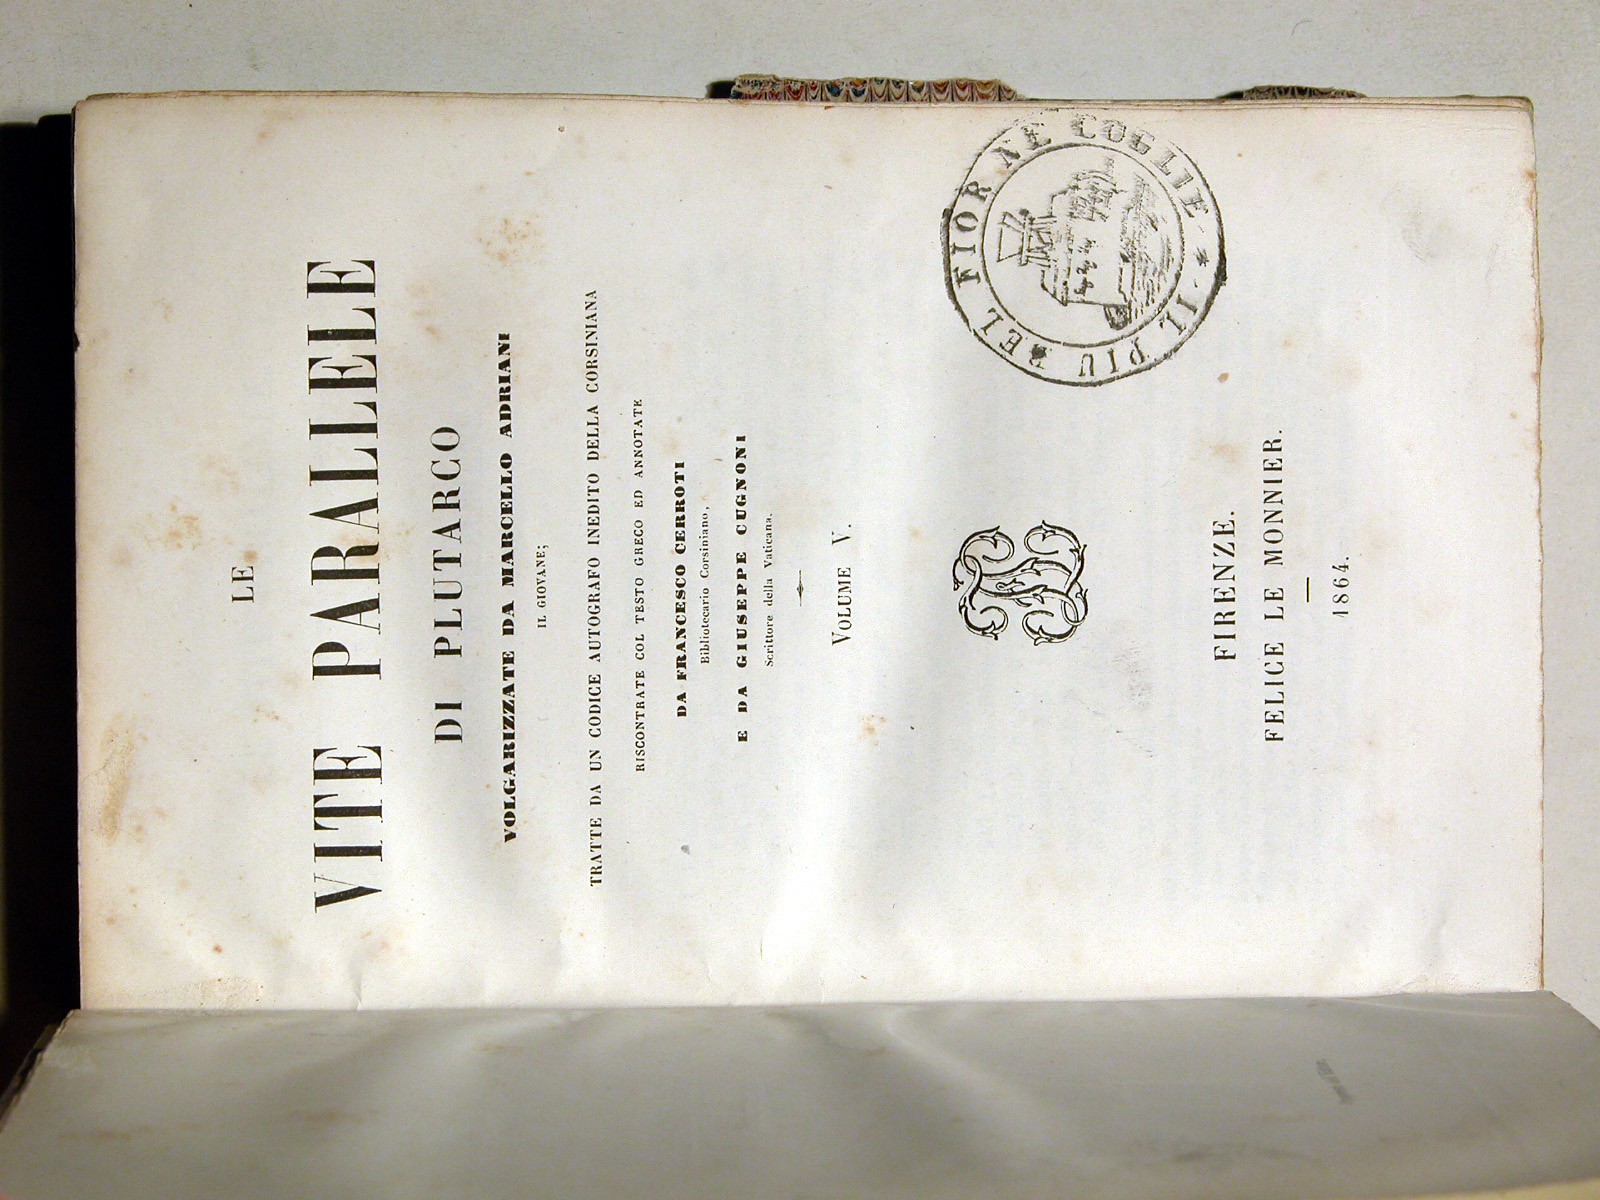 LE
VITE PARALLELE
DI PLUTARCO
VOLGARIZZATE DA MARCELLO ADRIANI
IL GIOVANE;
TRATTE DA UN CODICE AUTOGRAFO INEDITO DELLA CORSINIANA
RISCONTRATE COL TESTO GRECO ED ANNOTATE
DA FRANCESCO CERROTI
Bibliotecario Corsiniano,
E DA GIUSEPPE CUGNONI
Scrittore della Vaticana.
VOLUME V.
IL PIU BEL FIOR NE COGLIE
FIRENZE.
FELICE LE MONNIER.
1864.